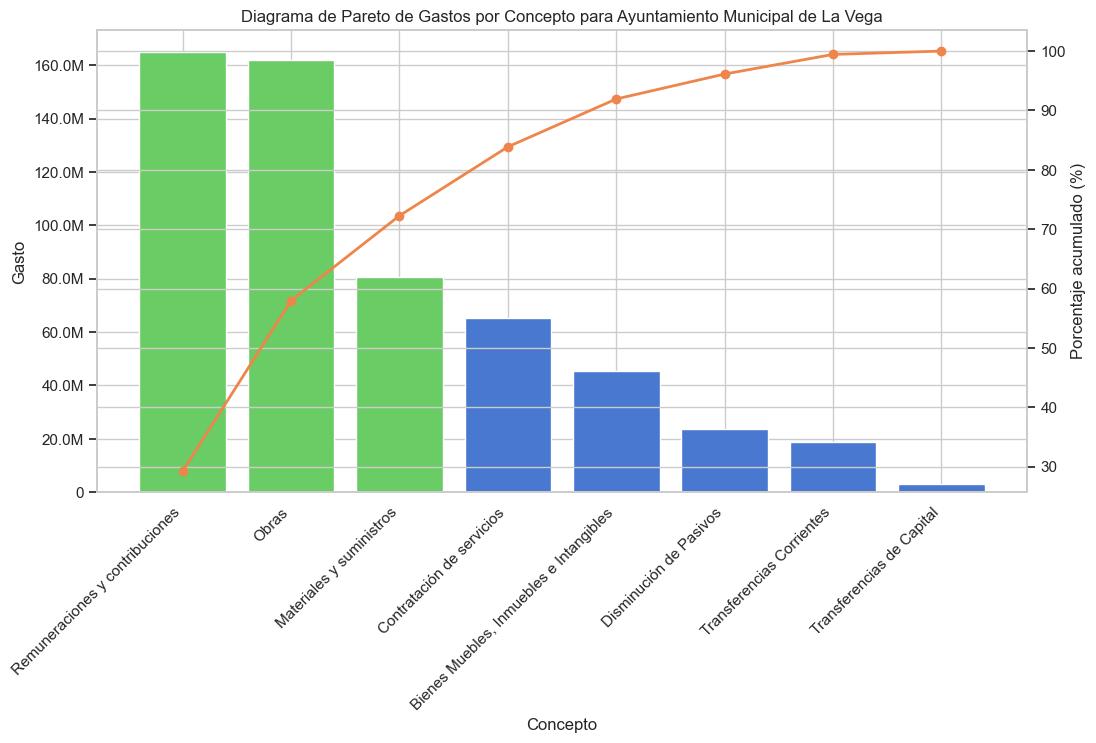 Diagrama de Pareto de Gastos por Concepto para Ayuntamiento Municipal de La Vega
Gasto
160.0M
140.0M
120.0M
100.0M
80.0M
60.0M
40.0M
20.0M
0
100
90
80
70
60
50
40
30
Porcentaje acumulado (%)
Remuneraciones y contribuciones
Obras
Materiales y suministros
Contratación de servicios
Bienes Muebles, Inmuebles e Intangibles
Disminución de Pasivos
Transferencias Corrientes
Transferencias de Capital
Concepto